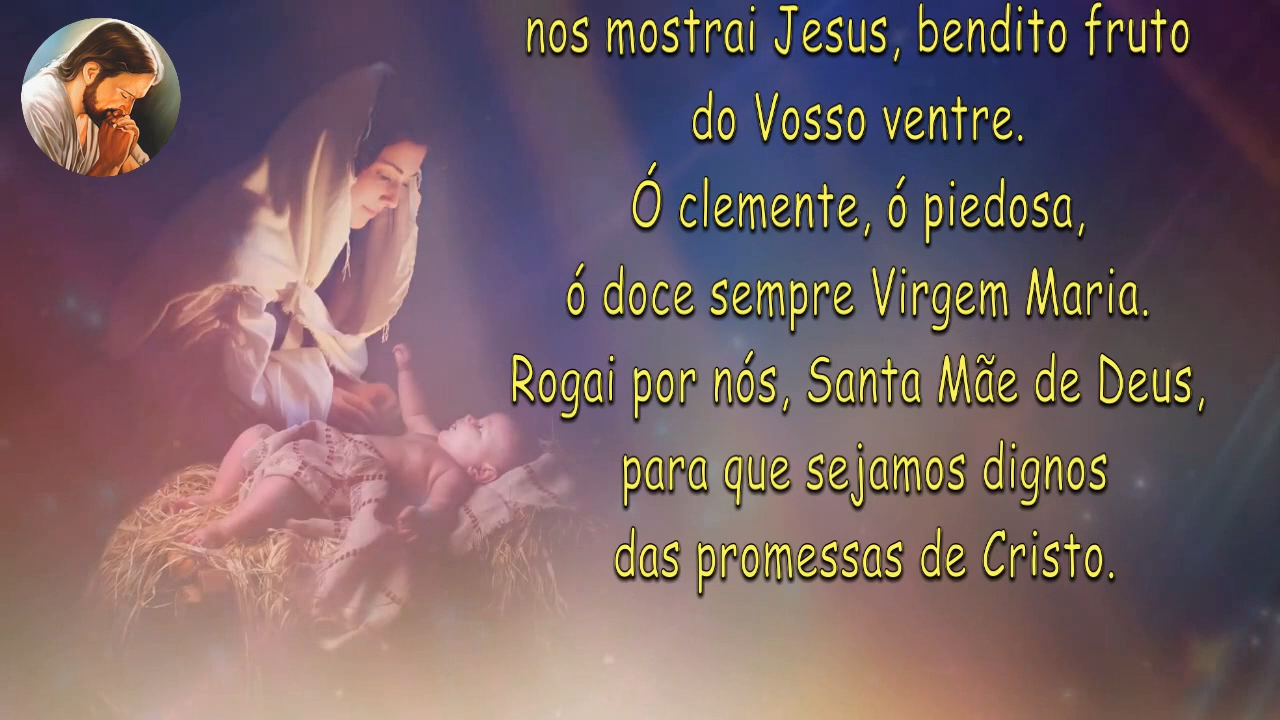 nos mostrai Jesus, bendito fruto
do Vosso ventre.
Ó clemente, ó piedosa,
ó doce sempre Virgem Maria.
Rogai por nós, Santa Mãe de Deus,
para que sejamos dignos
das promessas de Cristo.